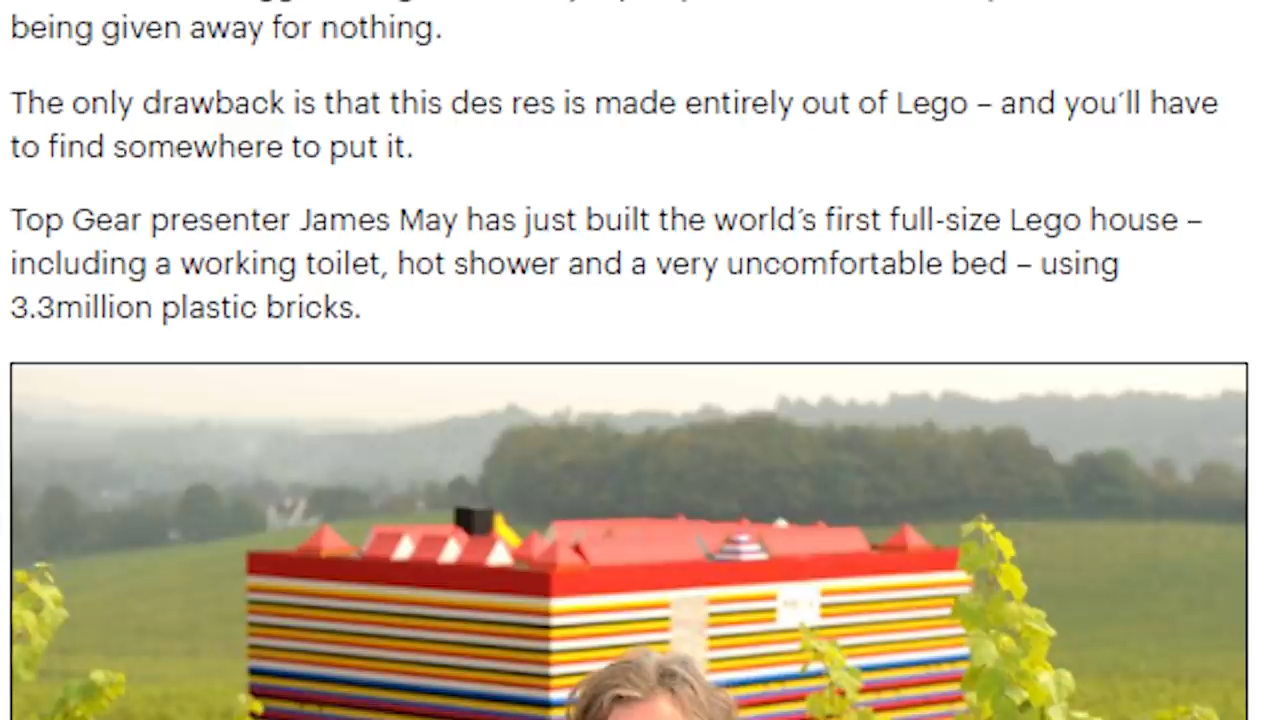 being given away for nothing.
The only drawback is that this des res is made entirely out of Lego – and you´ll have
to find somewhere to put it.
Top Gear presenter James May has just built the world´s first full-size Lego house –
including a working toilet, hot shower and a very uncomfortable bed – using
3.3million plastic bricks.